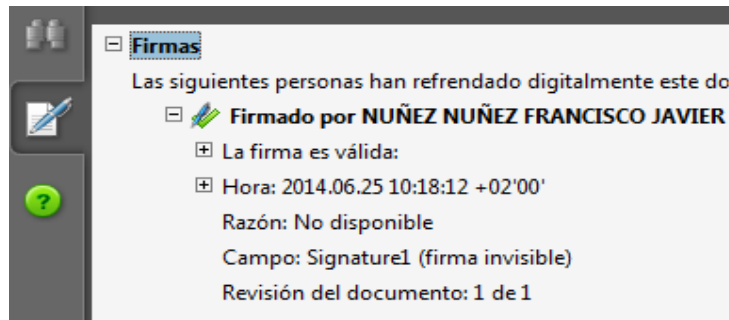 Firmas
Las siguientes personas han refrendado digitalmente este do
Firmado por NUÑEZ NUÑEZ FRANCISCO JAVIER
La firma es válida:
Hora: 2014.06.25 10:18:12 +02'00'
Razón: No disponible
Campo: Signature1 (firma invisible)
Revisión del documento: 1 de 1